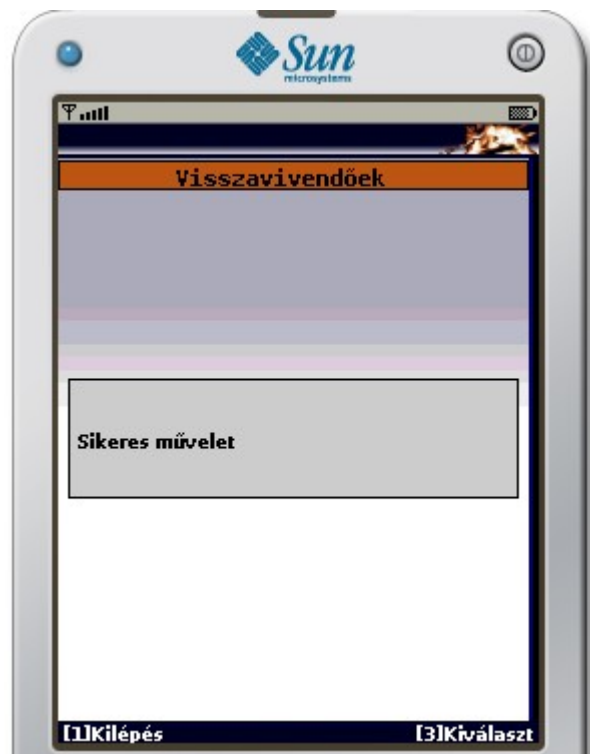 Sun
microsystems
Visszavivendőek
Sikeres művelet
[1]Kilépés [3]Kiválaszt